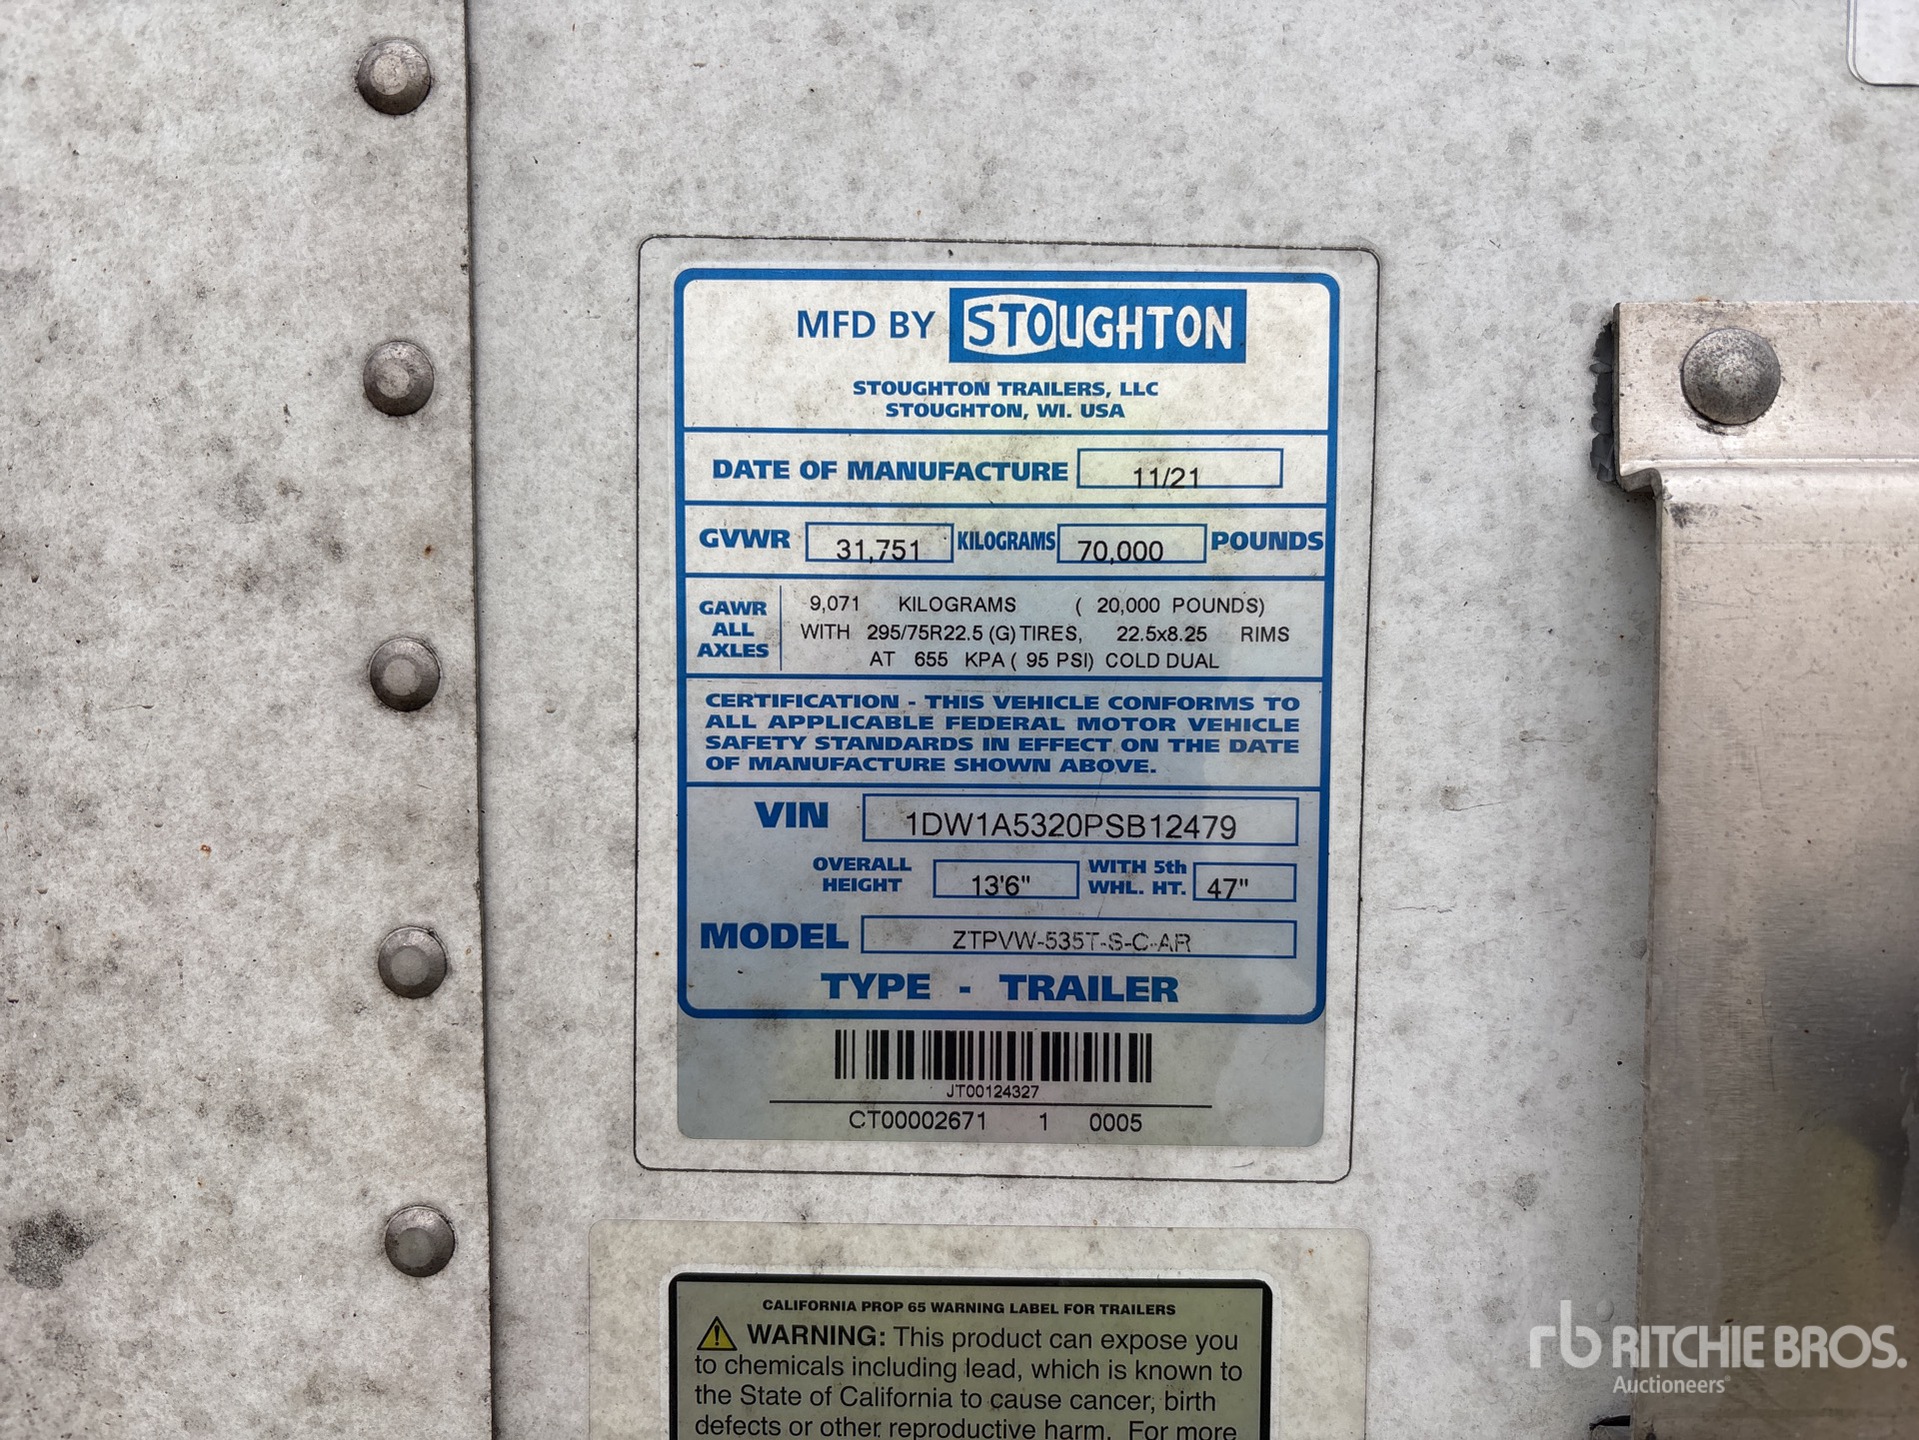 MFD BY STOUGHTON
STOUGHTON TRAILERS, LLC
STOUGHTON, WI. USA
DATE OF MANUFACTURE 11/21
GVWR 31,751 KILOGRAMS 70,000 POUNDS
GAWR ALL AXLES
9,071 KILOGRAMS ( 20,000 POUNDS)
WITH 295/75R22.5 (G) TIRES, 22.5x8.25 RIMS
AT 655 KPA ( 95 PSI) COLD DUAL
CERTIFICATION - THIS VEHICLE CONFORMS TO
ALL APPLICABLE FEDERAL MOTOR VEHICLE
SAFETY STANDARDS IN EFFECT ON THE DATE
OF MANUFACTURE SHOWN ABOVE.
VIN 1DW1A5320PSB12479
OVERALL HEIGHT 13'6" WITH 5th WHL. HT. 47"
MODEL ZTPVW-535T-S-C-AR
TYPE - TRAILER
JT00124327
CT00002671 1 0005
CALIFORNIA PROP 65 WARNING LABEL FOR TRAILERS
WARNING: This product can expose you
to chemicals including lead, which is known to
the State of California to cause cancer, birth
defects or other reproductive harm. For more
rb RITCHIE BROS.
Auctioneers